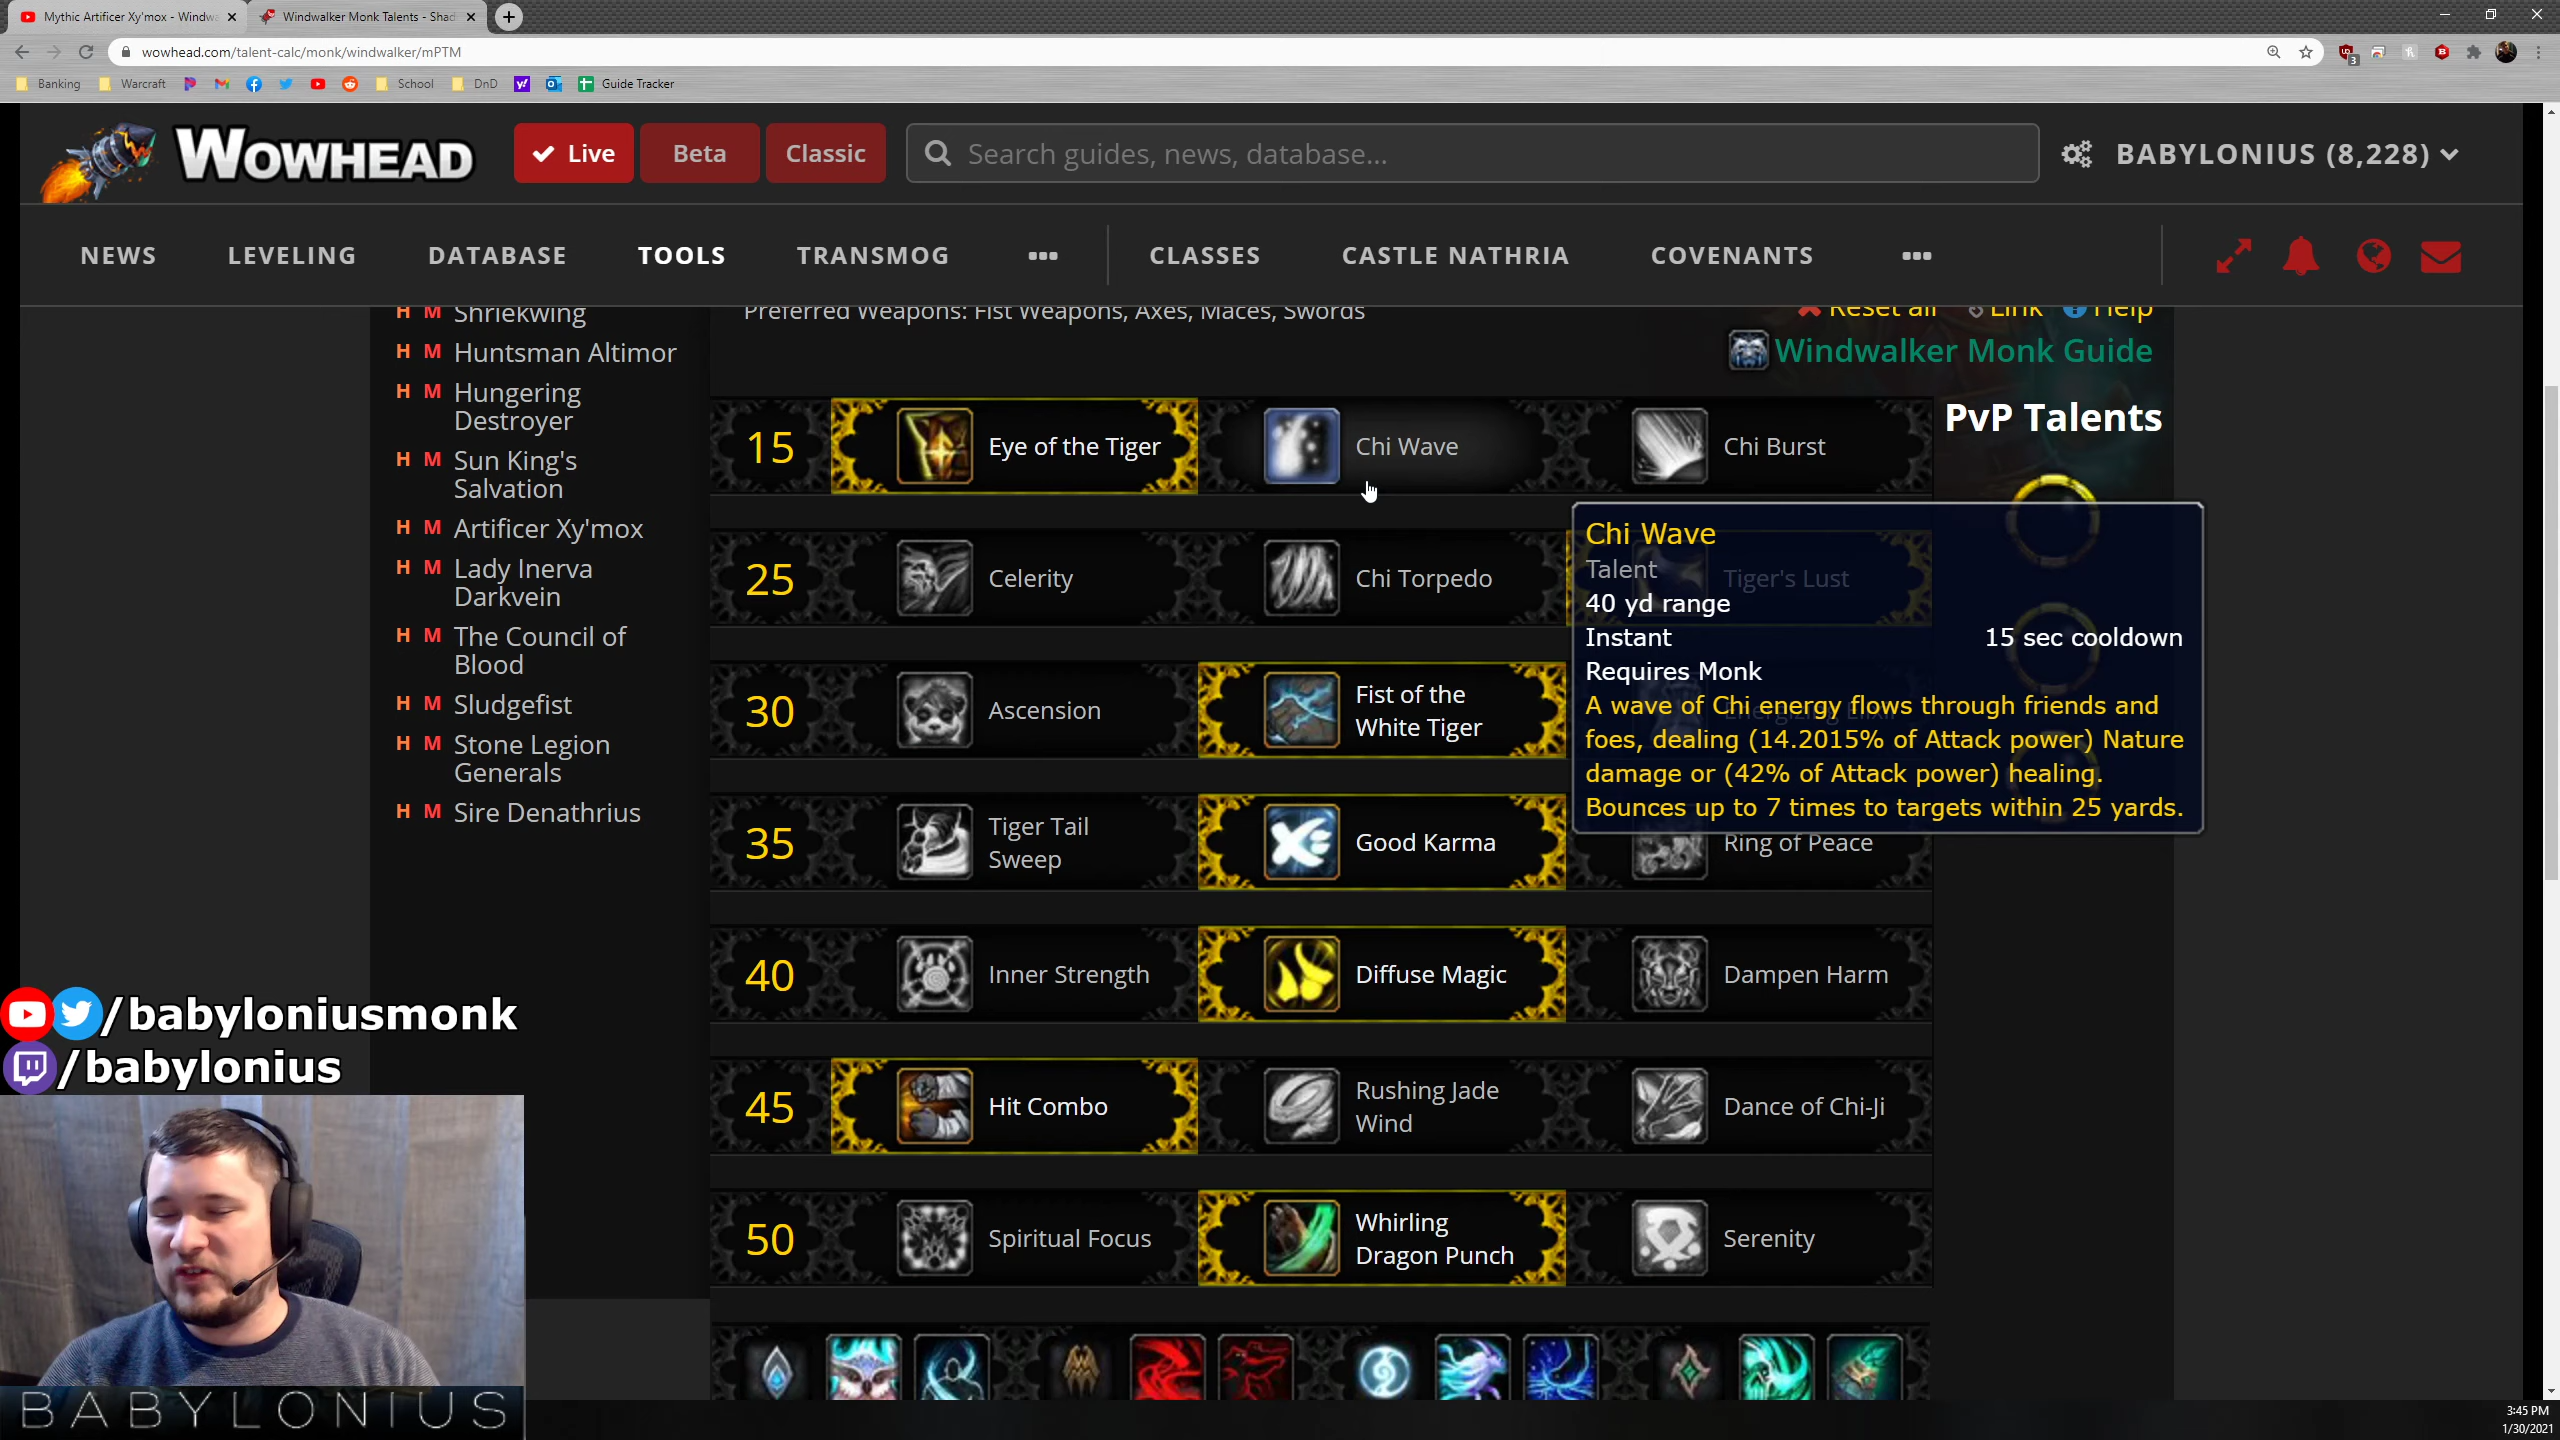 Mythic Artificer Xy'mox - Windwa
Windwalker Monk Talents - Shad
wowhead.com/talent-calc/monk/windwalker/mPTM
Banking
Warcraft
School
DnD
Guide Tracker
WOWHEAD
Live
Beta
Classic
Search guides, news, database...
BABYLONIUS (8,228)
NEWS
LEVELING
DATABASE
TOOLS
TRANSMOG
CLASSES
CASTLE NATHRIA
COVENANTS
H M Shriekwing
H M Huntsman Altimor
H M Hungering
Destroyer
H M Sun King's
Salvation
H M Artificer Xy'mox
H M Lady Inerva
Darkvein
H M The Council of
Blood
H M Sludgefist
H M Stone Legion
Generals
H M Sire Denathrius
Preferred Weapons: Fist Weapons, Axes, Maces, Swords
Reset all
Link
Help
Windwalker Monk Guide
15
Eye of the Tiger
Chi Wave
Chi Burst
PvP Talents
25
Celerity
Chi Torpedo
Tiger's Lust
30
Ascension
Fist of the
White Tiger
Energizing Elixir
35
Tiger Tail
Sweep
Good Karma
Ring of Peace
40
Inner Strength
Diffuse Magic
Dampen Harm
45
Hit Combo
Rushing Jade
Wind
Dance of Chi-Ji
50
Spiritual Focus
Whirling
Dragon Punch
Serenity
Chi Wave
Talent
40 yd range
Instant
15 sec cooldown
Requires Monk
A wave of Chi energy flows through friends and
foes, dealing (14.2015% of Attack power) Nature
damage or (42% of Attack power) healing.
Bounces up to 7 times to targets within 25 yards.
/babyloniusmonk
/babylonius
BABYLONIUS
3:45 PM
1/30/2021